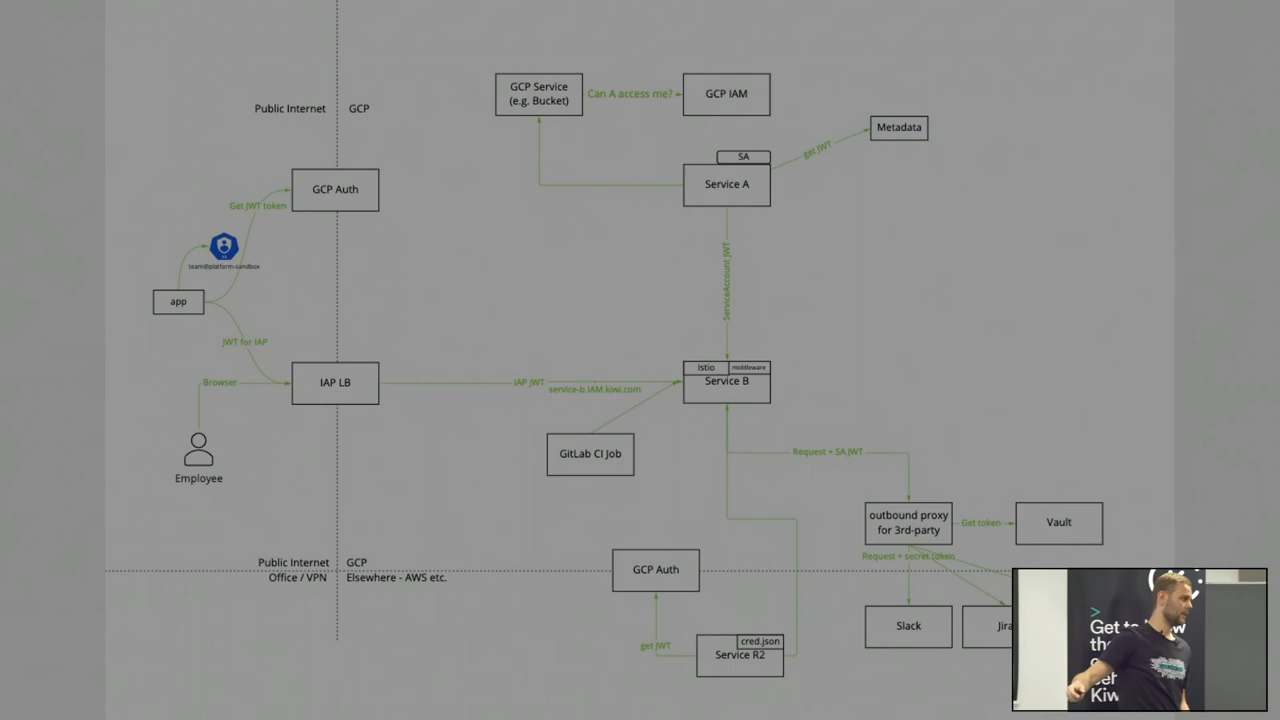 GCP Service
(e.g. Bucket)
Can A access me?
GCP IAM
Public Internet
GCP
Metadata
get JWT
SA
Service A
GCP Auth
Get JWT token
team@platform-sandbox
ServiceAccount JWT
app
JWT for IAP
Istio
middleware
Service B
IAP LB
Browser
IAP JWT
service-b.IAM.kiwi.com
GitLab CI Job
Request + SA JWT
Employee
outbound proxy
for 3rd-party
Get token
Vault
Request + secret token
Public Internet
GCP
Office / VPN
Elsewhere - AWS etc.
GCP Auth
Slack
Jira
get JWT
cred.json
Service R2
>
Get to
Kiw